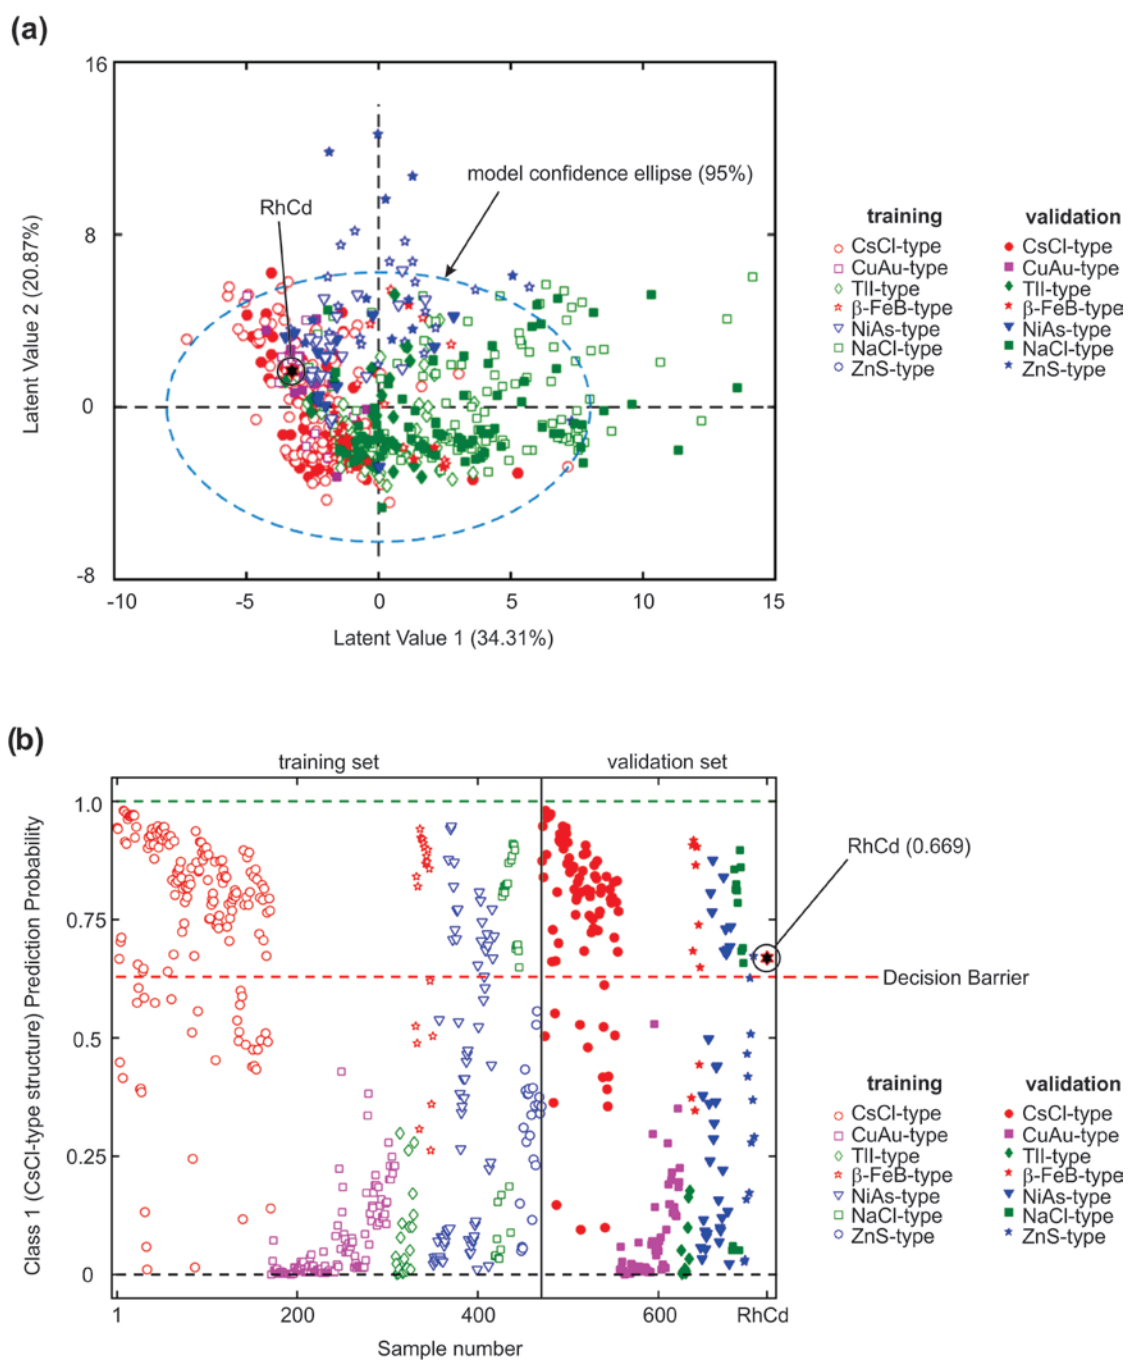 (a)
16
8
0
-8
-10
-5
0
5
10
15
Latent Value 2 (20.87%)
Latent Value 1 (34.31%)
RhCd
model confidence ellipse (95%)
training validation
CsCl-type CsCl-type
CuAu-type CuAu-type
TlI-type TlI-type
β-FeB-type β-FeB-type
NiAs-type NiAs-type
NaCl-type NaCl-type
ZnS-type ZnS-type
(b)
training set validation set
1.0
0.75
0.5
0.25
0
Class 1 (CsCl-type structure) Prediction Probability
RhCd (0.669)
Decision Barrier
training validation
CsCl-type CsCl-type
CuAu-type CuAu-type
TlI-type TlI-type
β-FeB-type β-FeB-type
NiAs-type NiAs-type
NaCl-type NaCl-type
ZnS-type ZnS-type
1 200 400 600 RhCd
Sample number